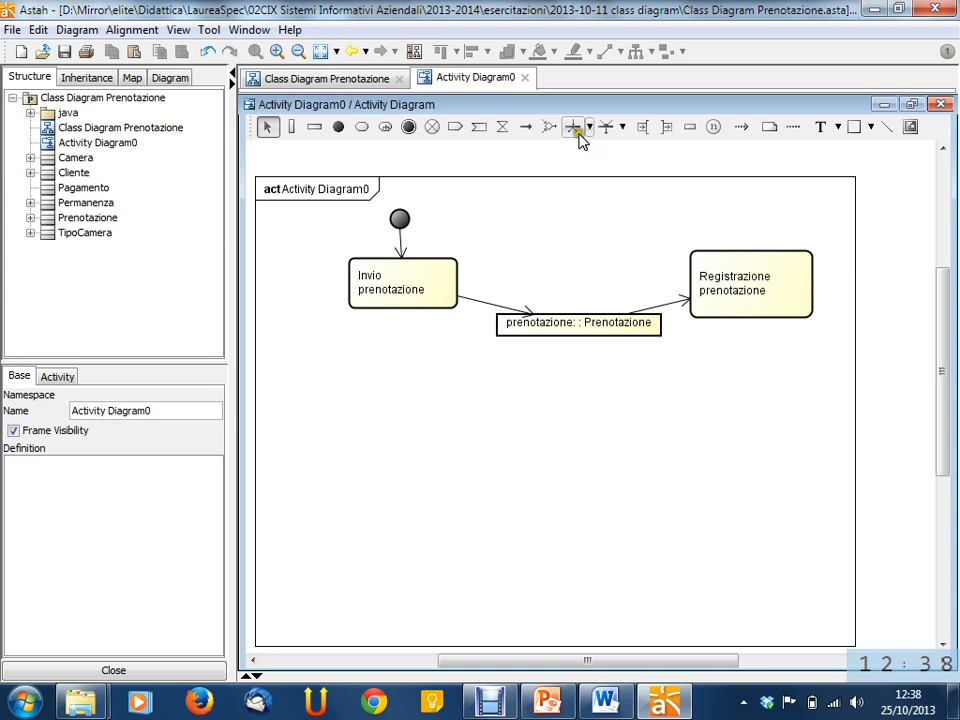 Astah - [D:\Mirror\elite\Didattica\LaureaSpec\02CIX Sistemi Informativi Aziendali\2013-2014\esercitazioni\2013-10-11 class diagram\Class Diagram Prenotazione.asta]...
File Edit Diagram Alignment View Tool Window Help
1
Structure Inheritance Map Diagram
Class Diagram Prenotazione
java
Class Diagram Prenotazione
Activity Diagram0
Camera
Cliente
Pagamento
Permanenza
Prenotazione
TipoCamera
Base Activity
Namespace
Name Activity Diagram0
Frame Visibility
Definition
Close
Class Diagram Prenotazione Activity Diagram0
Activity Diagram0 / Activity Diagram
n T
act Activity Diagram0
Invio
prenotazione
prenotazione: : Prenotazione
Registrazione
prenotazione
12:38
12:38
25/10/2013